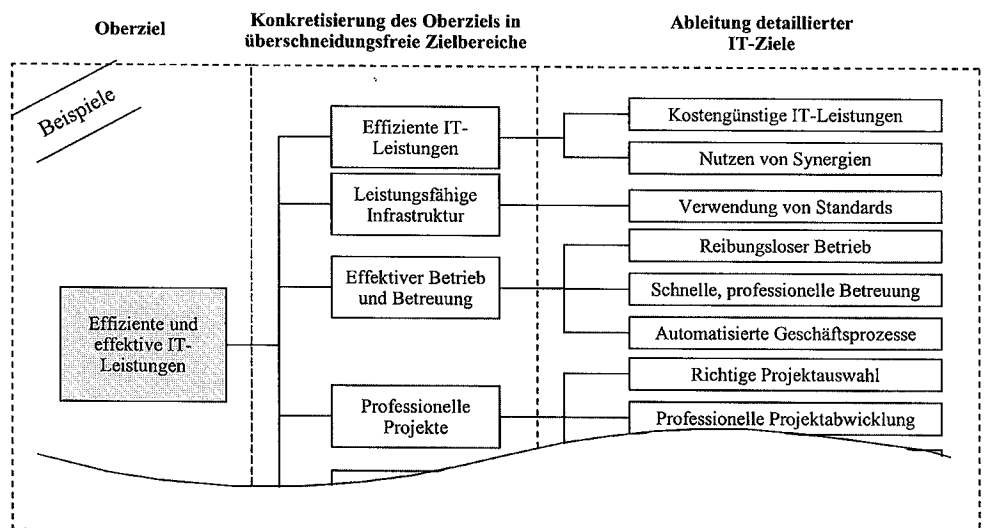 Oberziel
Konkretisierung des Oberziels in
überschneidungsfreie Zielbereiche
Ableitung detaillierter
IT-Ziele
Beispiele
Effiziente und
effektive IT-
Leistungen
Effiziente IT-
Leistungen
Leistungsfähige
Infrastruktur
Effektiver Betrieb
und Betreuung
Professionelle
Projekte
Kostengünstige IT-Leistungen
Nutzen von Synergien
Verwendung von Standards
Reibungsloser Betrieb
Schnelle, professionelle Betreuung
Automatisierte Geschäftsprozesse
Richtige Projektauswahl
Professionelle Projektabwicklung